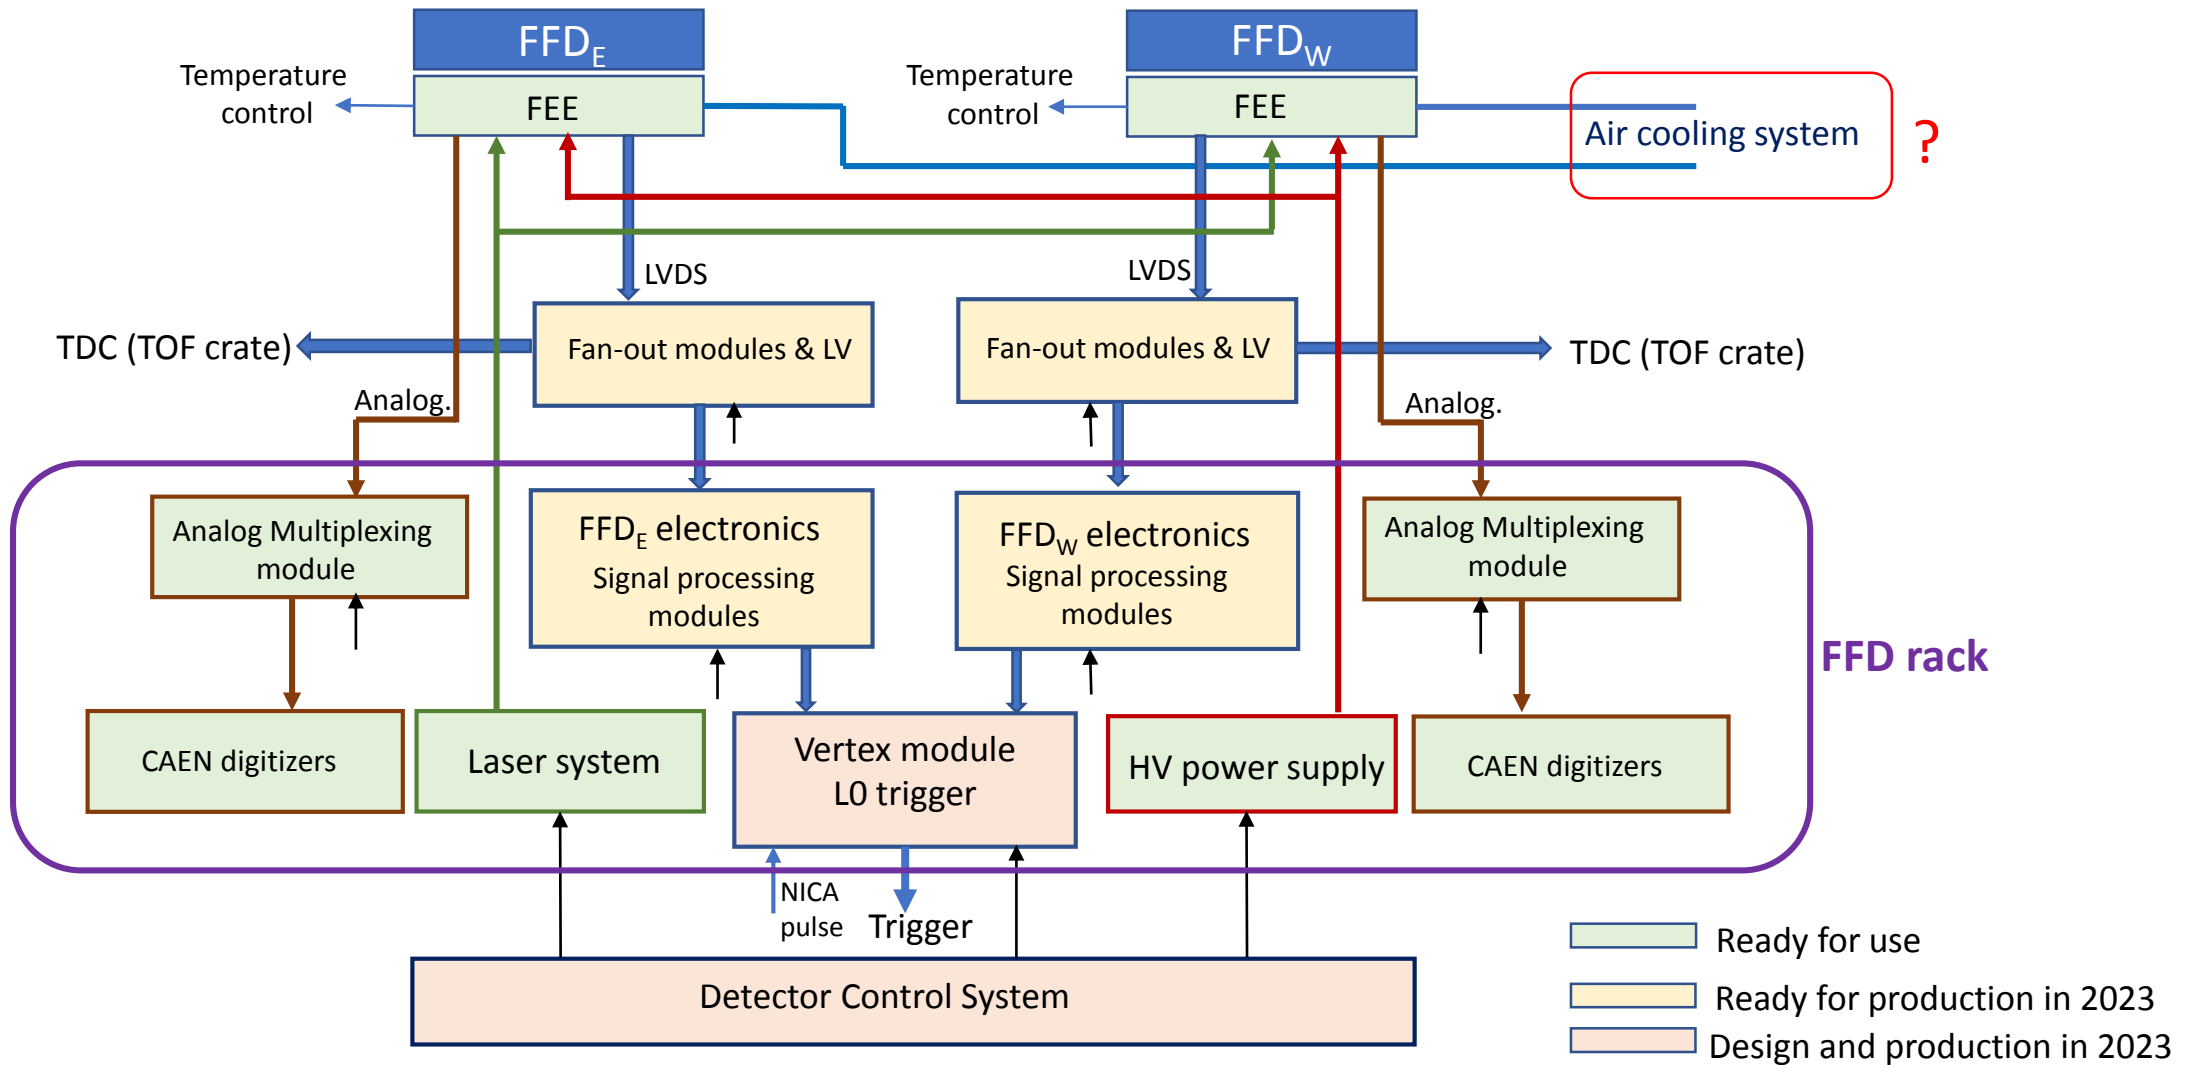 FFDE
FFDW
Temperature
control
FEE
Temperature
control
FEE
Air cooling system
?
LVDS
LVDS
TDC (TOF crate)
Fan-out modules & LV
Fan-out modules & LV
TDC (TOF crate)
Analog.
Analog.
Analog Multiplexing
module
FFDE electronics
Signal processing
modules
FFDW electronics
Signal processing
modules
Analog Multiplexing
module
FFD rack
CAEN digitizers
Laser system
Vertex module
L0 trigger
HV power supply
CAEN digitizers
NICA
pulse
Trigger
Detector Control System
Ready for use
Ready for production in 2023
Design and production in 2023